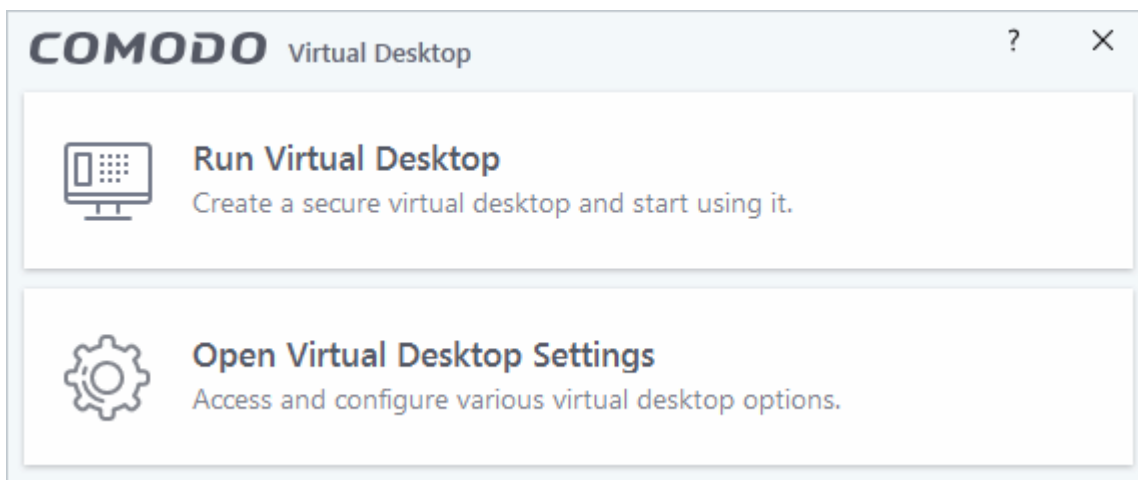 COMODO Virtual Desktop ?
Run Virtual Desktop
Create a secure virtual desktop and start using it.
Open Virtual Desktop Settings
Access and configure various virtual desktop options.